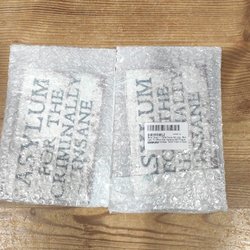 ASYLUM
FOR THE
CRIMINALLY
INSANE
ASYLUM
FOR THE
CRIMINALLY
INSANE